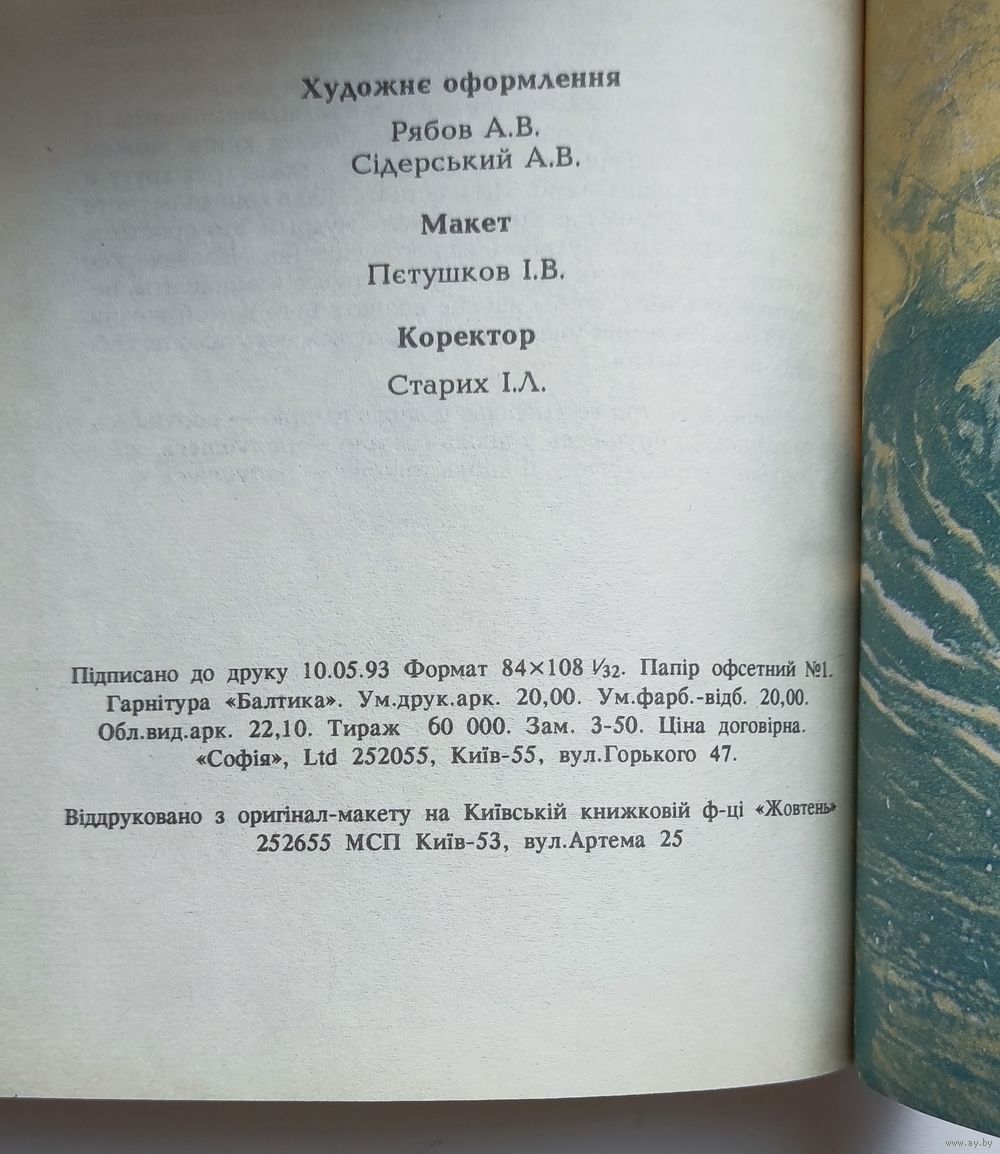 Художнє оформлення
Рябов А.В.
Сідерський А.В.
Макет
Пєтушков І.В.
Коректор
Старих І.Л.
Підписано до друку 10.05.93 Формат 84×108 1/32. Папір офсетний №1.
Гарнітура «Балтика». Ум.друк.арк. 20,00. Ум.фарб.-відб. 20,00.
Обл.вид.арк. 22,10. Тираж 60 000. Зам. 3-50. Ціна договірна.
«Софія», Ltd 252055, Київ-55, вул.Горького 47.
Віддруковано з оригінал-макету на Київській книжковій ф-ці «Жовтень»
252655 МСП Київ-53, вул.Артема 25
www.ay.by